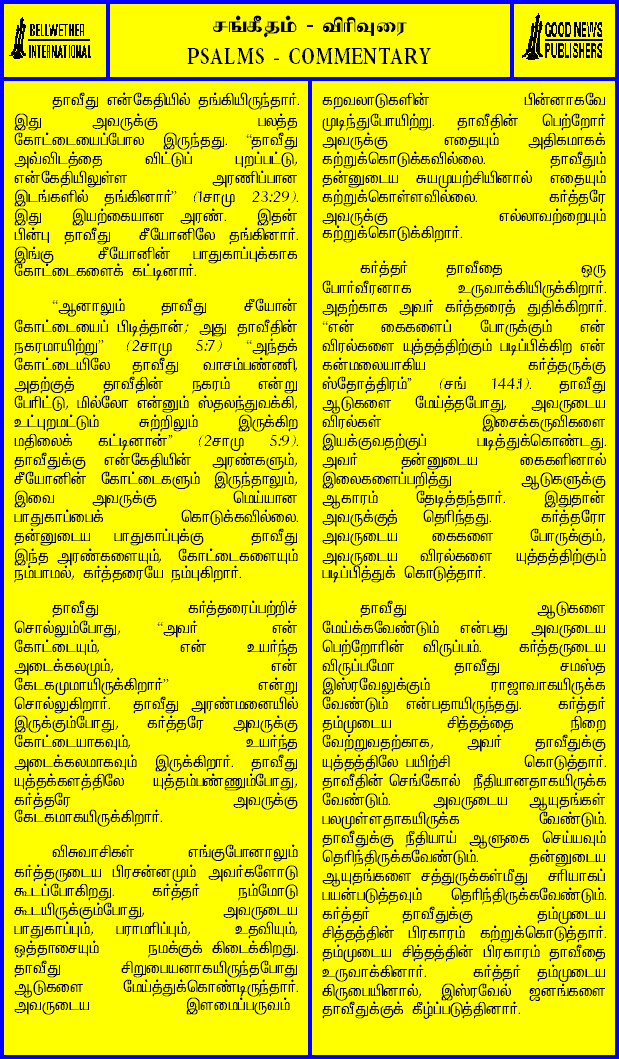 BELLWETHER
INTERNATIONAL
சங்கீதம் - விரிவுரை
PSALMS - COMMENTARY
GOOD NEWS
PUBLISHERS
தாவீது என்கேதியில் தங்கியிருந்தார்.
இது அவருக்கு பலத்த
கோட்டையைப்போல இருந்தது. “தாவீது
அவ்விடத்தை விட்டுப் புறப்பட்டு,
என்கேதியிலுள்ள அரணிப்பான
இடங்களில் தங்கினார்” (1சாமு 23:29).
இது இயற்கையான அரண். இதன்
பின்பு தாவீது சீயோனிலே தங்கினார்.
இங்கு சீயோனின் பாதுகாப்புக்காக
கோட்டைகளைக் கட்டினார்.
“ஆனாலும் தாவீது சீயோன்
கோட்டையைப் பிடித்தான்; அது தாவீதின்
நகரமாயிற்று” (2சாமு 5:7) “அந்தக்
கோட்டையிலே தாவீது வாசம்பண்ணி,
அதற்குத் தாவீதின் நகரம் என்று
பேரிட்டு, மில்லோ என்னும் ஸ்தலந்துவக்கி,
உட்புறமட்டும் சுற்றிலும் இருக்கிற
மதிலைக் கட்டினான்” (2சாமு 5:9).
தாவீதுக்கு என்கேதியின் அரண்களும்,
சீயோனின் கோட்டைகளும் இருந்தாலும்,
இவை அவருக்கு மெய்யான
பாதுகாப்பைக் கொடுக்கவில்லை.
தன்னுடைய பாதுகாப்புக்கு தாவீது
இந்த அரண்களையும், கோட்டைகளையும்
நம்பாமல், கர்த்தரையே நம்புகிறார்.
தாவீது கர்த்தரைப்பற்றிச்
சொல்லும்போது, “அவர் என்
கோட்டையும், என் உயர்ந்த
அடைக்கலமும், என்
கேடகமுமாயிருக்கிறார்” என்று
சொல்லுகிறார். தாவீது அரண்மனையில்
இருக்கும்போது, கர்த்தரே அவருக்கு
கோட்டையாகவும், உயர்ந்த
அடைக்கலமாகவும் இருக்கிறார். தாவீது
யுத்தக்களத்திலே யுத்தம்பண்ணும்போது,
கர்த்தரே அவருக்கு
கேடகமாகயிருக்கிறார்.
விசுவாசிகள் எங்குபோனாலும்
கர்த்தருடைய பிரசன்னமும் அவர்களோடு
கூடப்போகிறது. கர்த்தர் நம்மோடு
கூடயிருக்கும்போது, அவருடைய
பாதுகாப்பும், பராமரிப்பும், உதவியும்,
ஒத்தாசையும் நமக்குக் கிடைக்கிறது.
தாவீது சிறுபையனாகயிருந்தபோது
ஆடுகளை மேய்த்துக்கொண்டிருந்தார்.
அவருடைய இளமைப்பருவம்
கறவலாடுகளின் பின்னாகவே
முடிந்துபோயிற்று. தாவீதின் பெற்றோர்
அவருக்கு எதையும் அதிகமாகக்
கற்றுக்கொடுக்கவில்லை. தாவீதும்
தன்னுடைய சுயமுயற்சியினால் எதையும்
கற்றுக்கொள்ளவில்லை. கர்த்தரே
அவருக்கு எல்லாவற்றையும்
கற்றுக்கொடுக்கிறார்.
கர்த்தர் தாவீதை ஒரு
போர்வீரனாக உருவாக்கியிருக்கிறார்.
அதற்காக அவர் கர்த்தரைத் துதிக்கிறார்.
“என் கைகளைப் போருக்கும் என்
விரல்களை யுத்தத்திற்கும் படிப்பிக்கிற என்
கன்மலையாகிய கர்த்தருக்கு
ஸ்தோத்திரம்” (சங் 144:1). தாவீது
ஆடுகளை மேய்த்தபோது, அவருடைய
விரல்கள் இசைக்கருவிகளை
இயக்குவதற்குப் படித்துக்கொண்டது.
அவர் தன்னுடைய கைகளினால்
இலைகளைப்பறித்து ஆடுகளுக்கு
ஆகாரம் தேடித்தந்தார். இதுதான்
அவருக்குத் தெரிந்தது. கர்த்தரோ
அவருடைய கைகளை போருக்கும்,
அவருடைய விரல்களை யுத்தத்திற்கும்
படிப்பித்துக் கொடுத்தார்.
தாவீது ஆடுகளை
மேய்க்கவேண்டும் என்பது அவருடைய
பெற்றோரின் விருப்பம். கர்த்தருடைய
விருப்பமோ தாவீது சமஸ்த
இஸ்ரவேலுக்கும் ராஜாவாகயிருக்க
வேண்டும் என்பதாயிருந்தது. கர்த்தர்
தம்முடைய சித்தத்தை நிறை
வேற்றுவதற்காக, அவர் தாவீதுக்கு
யுத்தத்திலே பயிற்சி கொடுத்தார்.
தாவீதின் செங்கோல் நீதியானதாகயிருக்க
வேண்டும். அவருடைய ஆயுதங்கள்
பலமுள்ளதாகயிருக்க வேண்டும்.
தாவீதுக்கு நீதியாய் ஆளுகை செய்யவும்
தெரிந்திருக்கவேண்டும். தன்னுடைய
ஆயுதங்களை சத்துருக்கள்மீது சரியாகப்
பயன்படுத்தவும் தெரிந்திருக்கவேண்டும்.
கர்த்தர் தாவீதுக்கு தம்முடைய
சித்தத்தின் பிரகாரம் கற்றுக்கொடுத்தார்.
தம்முடைய சித்தத்தின் பிரகாரம் தாவீதை
உருவாக்கினார். கர்த்தர் தம்முடைய
கிருபையினால், இஸ்ரவேல் ஜனங்களை
தாவீதுக்குக் கீழ்ப்படுத்தினார்.